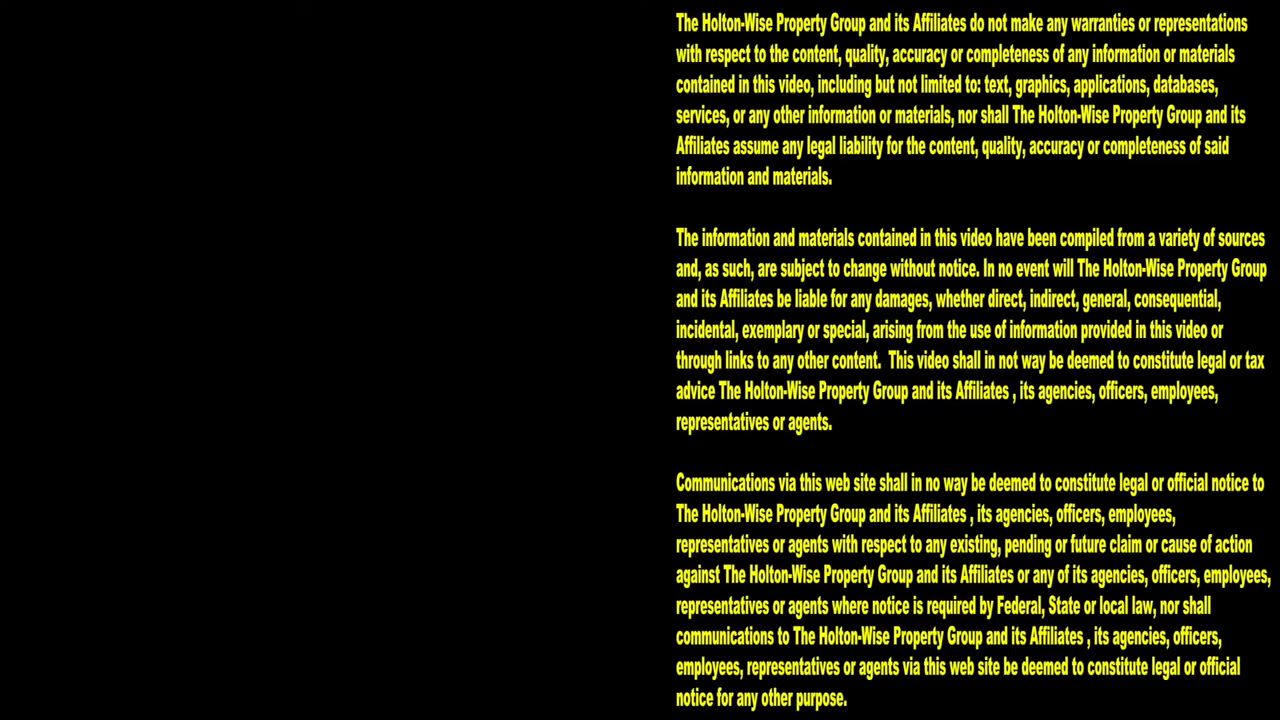 The Holton-Wise Property Group and its Affiliates do not make any warranties or representations
with respect to the content, quality, accuracy or completeness of any information or materials
contained in this video, including but not limited to: text, graphics, applications, databases,
services, or any other information or materials, nor shall The Holton-Wise Property Group and its
Affiliates assume any legal liability for the content, quality, accuracy or completeness of said
information and materials.
The information and materials contained in this video have been compiled from a variety of sources
and, as such, are subject to change without notice. In no event will The Holton-Wise Property Group
and its Affiliates be liable for any damages, whether direct, indirect, general, consequential,
incidental, exemplary or special, arising from the use of information provided in this video or
through links to any other content.  This video shall in not way be deemed to constitute legal or tax
advice The Holton-Wise Property Group and its Affiliates , its agencies, officers, employees,
representatives or agents.
Communications via this web site shall in no way be deemed to constitute legal or official notice to
The Holton-Wise Property Group and its Affiliates , its agencies, officers, employees,
representatives or agents with respect to any existing, pending or future claim or cause of action
against The Holton-Wise Property Group and its Affiliates or any of its agencies, officers, employees,
representatives or agents where notice is required by Federal, State or local law, nor shall
communications to The Holton-Wise Property Group and its Affiliates , its agencies, officers,
employees, representatives or agents via this web site be deemed to constitute legal or official
notice for any other purpose.